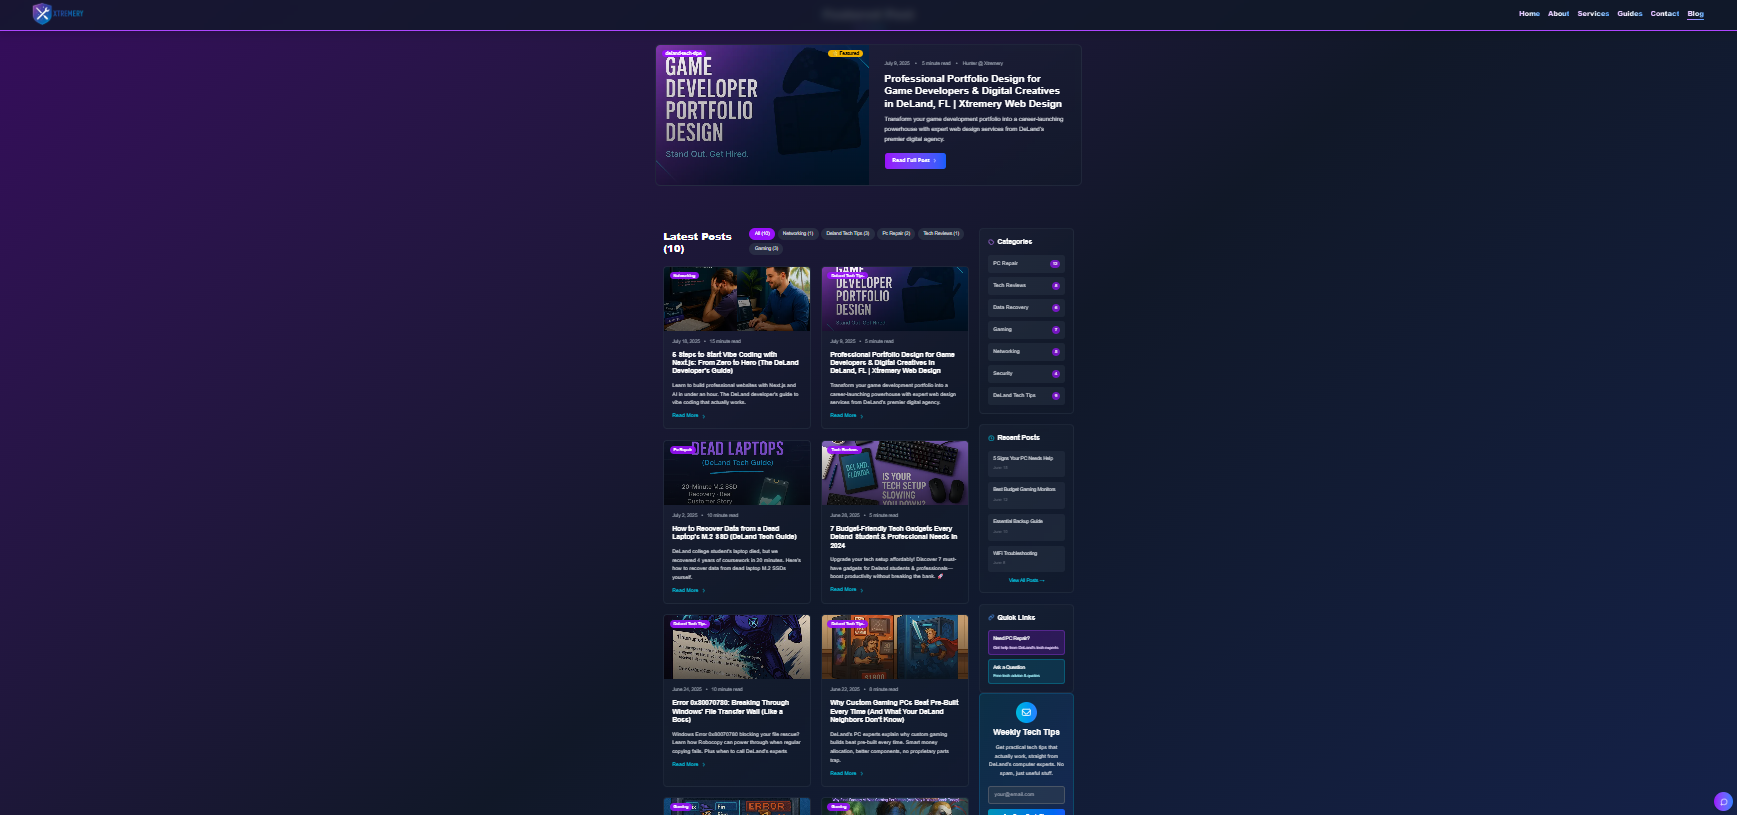 XTREMERY
Home About Services Guides Contact Blog
deland-tech-tips
Featured
GAME
DEVELOPER
PORTFOLIO
DESIGN
Stand Out. Get Hired.
July 9, 2025 • 5 minute read • Hunter @ Xtremery
Professional Portfolio Design for
Game Developers & Digital Creatives
in DeLand, FL | Xtremery Web Design
Transform your game development portfolio into a career-launching
powerhouse with expert web design services from DeLand's
premier digital agency.
Read Full Post
Latest Posts
(10)
All (10) Networking (1) Deland Tech Tips (3) Pc Repair (2) Tech Reviews (1)
Gaming (3)
Networking
July 18, 2025 • 15 minute read
5 Steps to Start Vibe Coding with
Next.js: From Zero to Hero (The DeLand
Developer's Guide)
Learn to build professional websites with Next.js and
AI in under an hour. The DeLand developer's guide to
vibe coding that actually works.
Read More
Deland Tech Tips
GAME
DEVELOPER
PORTFOLIO
DESIGN
Stand Out. Get Hired.
July 9, 2025 • 5 minute read
Professional Portfolio Design for Game
Developers & Digital Creatives in
DeLand, FL | Xtremery Web Design
Transform your game development portfolio into a
career-launching powerhouse with expert web design
services from DeLand's premier digital agency.
Read More
Pc Repair
DEAD LAPTOPS
(DeLand Tech Guide)
20-Minute M.2 SSD
Recovery - Real
Customer Story
July 2, 2025 • 10 minute read
How to Recover Data from a Dead
Laptop's M.2 SSD (DeLand Tech Guide)
DeLand college student's laptop died, but we
recovered 4 years of coursework in 20 minutes. Here's
how to recover data from dead laptop M.2 SSDs
yourself.
Read More
Tech Reviews
DELAND,
FLORIDA
IS YOUR
TECH SETUP
SLOWING
YOU DOWN?
June 28, 2025 • 5 minute read
7 Budget-Friendly Tech Gadgets Every
Deland Student & Professional Needs in
2024
Upgrade your tech setup affordably! Discover 7 must-
have gadgets for Deland students & professionals—
boost productivity without breaking the bank. 🚀
Read More
Deland Tech Tips
June 24, 2025 • 10 minute read
Error 0x80070780: Breaking Through
Windows' File Transfer Wall (Like a
Boss)
Windows Error 0x80070780 blocking your file rescue?
Learn how Robocopy can power through when regular
copying fails. Plus when to call DeLand's experts
Read More
Deland Tech Tips
June 22, 2025 • 8 minute read
Why Custom Gaming PCs Beat Pre-Built
Every Time (And What Your DeLand
Neighbors Don't Know)
DeLand's PC experts explain why custom gaming
builds beat pre-built every time. Smart money
allocation, better components, no proprietary parts
trap.
Read More
Gaming
ERROR
Gaming
Categories
PC Repair 12
Tech Reviews 8
Data Recovery 6
Gaming 7
Networking
Security 4
DeLand Tech Tips
Recent Posts
5 Signs Your PC Needs Help
Best Budget Gaming Monitors
Essential Backup Guide
WiFi Troubleshooting
View All Posts →
Quick Links
Need PC Repair?
Get help from DeLand's tech experts
Ask a Question
Free tech advice & quotes
Weekly Tech Tips
Get practical tech tips that
actually work, straight from
DeLand's computer experts. No
spam, just useful stuff.
your@email.com